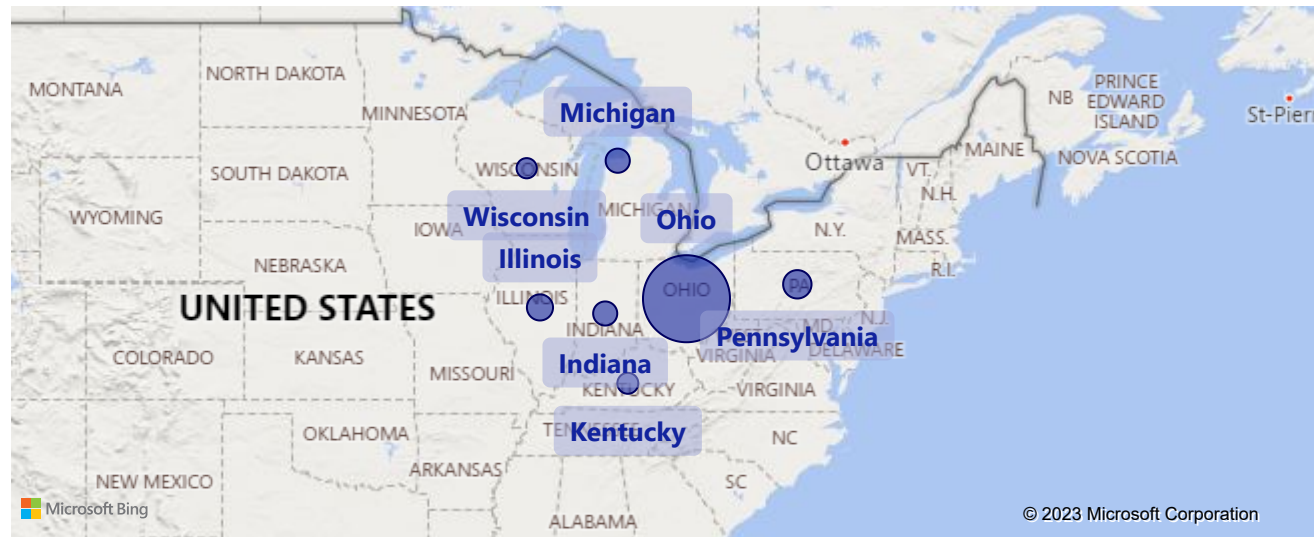 NORTH DAKOTA
MONTANA
MINNESOTA
Michigan
PRINCE
NB EDWARD
ISLAND
St-Pierr
Ottawa
MAINE
NOVA SCOTIA
WISCONSIN
SOUTH DAKOTA
VT.
N.H.
WYOMING
Wisconsin
MICHIGAN
Ohio
IOWA
N.Y.
MASS.
Illinois
NEBRASKA
R.I.
UNITED STATES
ILLINOIS
OHIO
PA
INDIANA
MD
N.J.
WEST
Pennsylvania
VIRGINIA
DELAWARE
COLORADO
KANSAS
Indiana
MISSOURI
KENTUCKY
VIRGINIA
OKLAHOMA
TENNESSEE
Kentucky
NC
ARKANSAS
NEW MEXICO
SC
Microsoft Bing
ALABAMA
© 2023 Microsoft Corporation